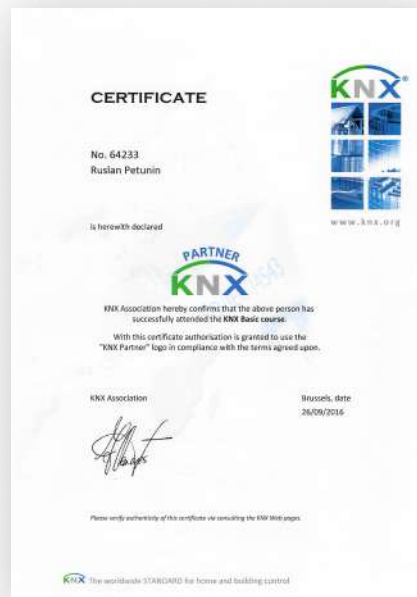 CERTIFICATE
KNX®
No. 64233
Ruslan Petunin
www.knx.org
is herewith declared
PARTNER
KNX
KNX Association hereby confirms that the above person has
successfully attended the KNX Basic course.
With this certificate authorisation is granted to use the
"KNX Partner" logo in compliance with the terms agreed upon.
KNX Association
Brussels, date
26/09/2016
Please verify authenticity of this certificate via consulting the KNX Web pages.
KNX The worldwide STANDARD for home and building control